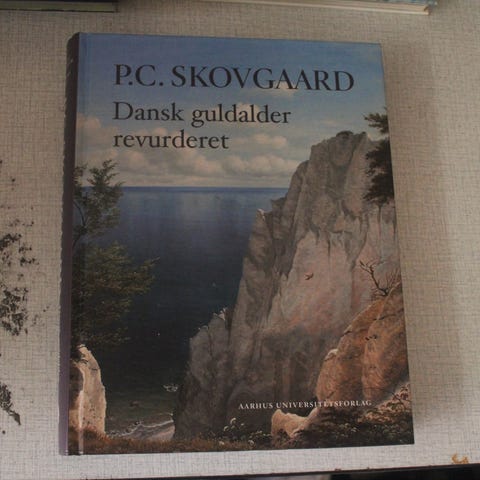 P.C. SKOVGAARD
Dansk guldalder
revurderet
AARHUS UNIVERSITETSFORLAG